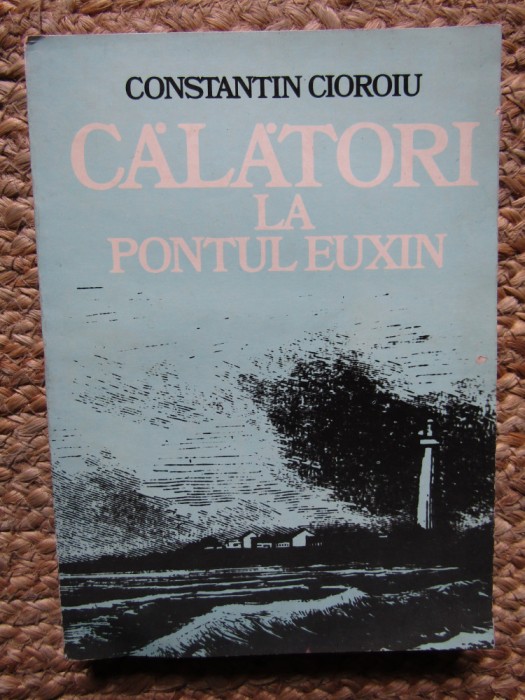 CONSTANTIN CIOROIU
CĂLĂTORI
LA
PONTUL EUXIN